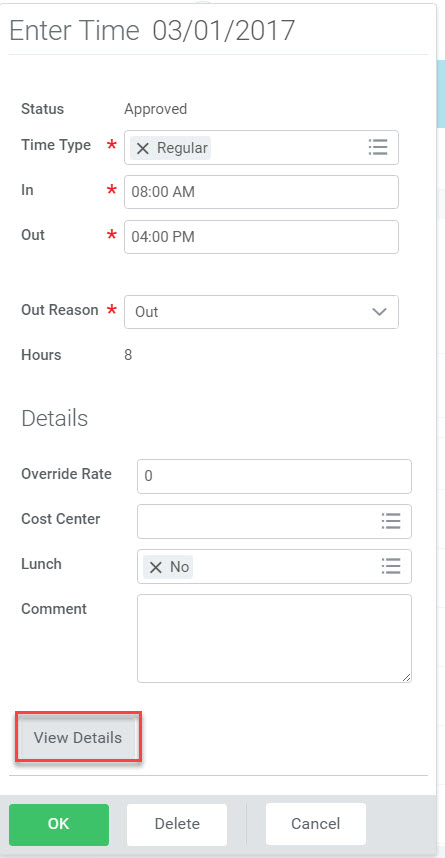 Enter Time 03/01/2017
Status Approved
Time Type * Regular
In * 08:00 AM
Out * 04:00 PM
Out Reason * Out
Hours 8
Details
Override Rate 0
Cost Center
Lunch No
Comment
View Details
OK Delete Cancel